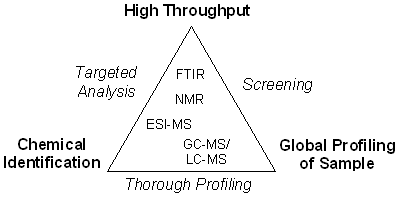 High Throughput
Targeted
Analysis
FTIR
Screening
NMR
ESI-MS
Chemical
Identification
GC-MS/
LC-MS
Global Profiling
of Sample
Thorough Profiling